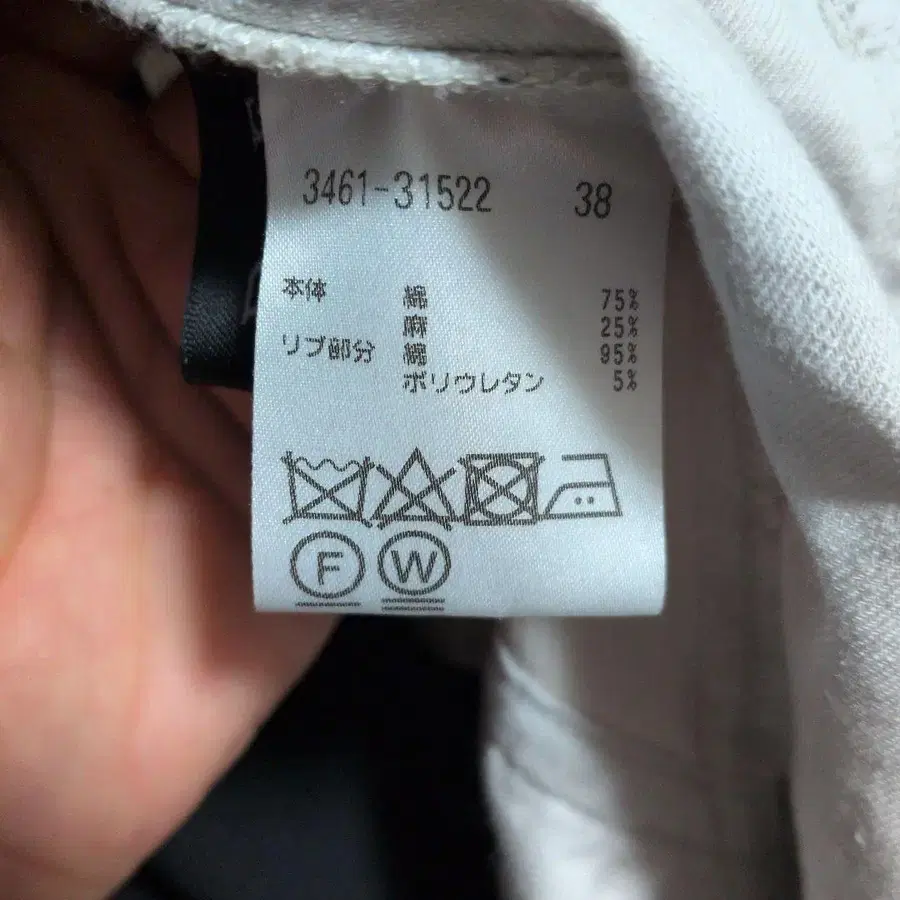 3461-31522 38
本体 綿 75%
麻 25%
リブ部分 綿 95%
ポリウレタン 5%
F W